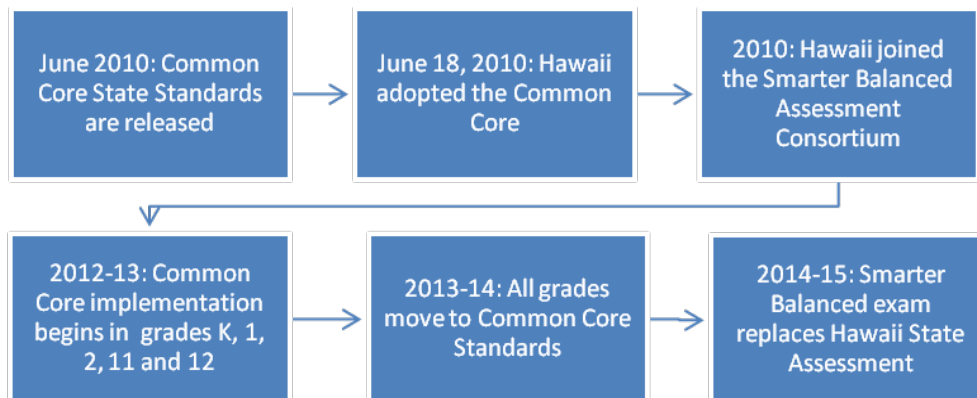 June 2010: Common
Core State Standards
are released
June 18, 2010: Hawaii
adopted the Common
Core
2010: Hawaii joined
the Smarter Balanced
Assessment
Consortium
2012-13: Common
Core implementation
begins in  grades K, 1,
2, 11 and 12
2013-14: All grades
move to Common Core
Standards
2014-15: Smarter
Balanced exam
replaces Hawaii State
Assessment